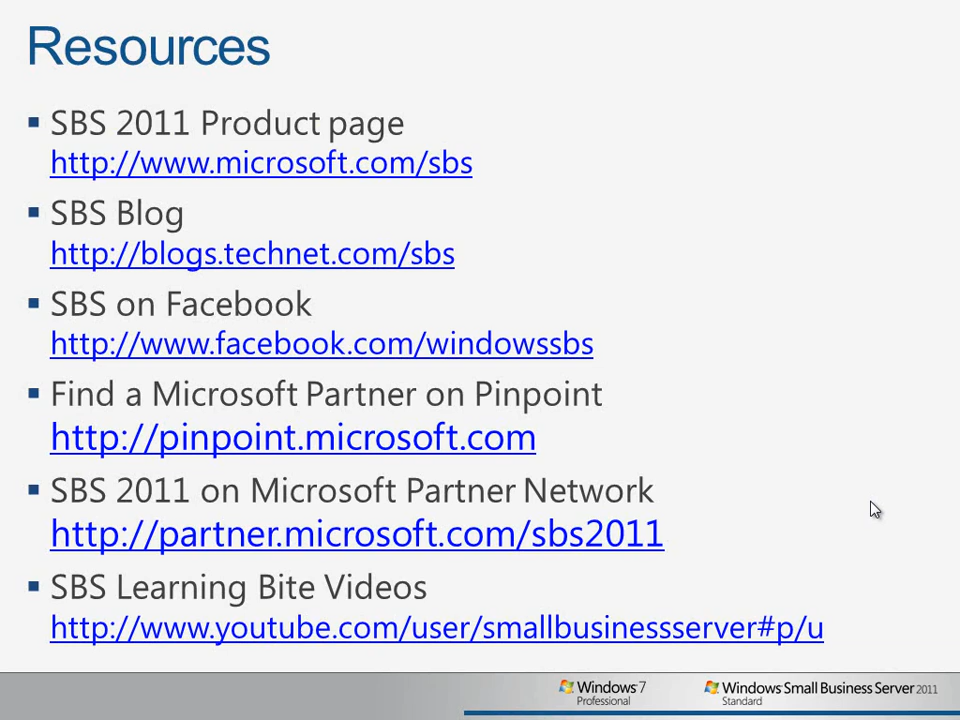 Resources
SBS 2011 Product page
http://www.microsoft.com/sbs
SBS Blog
http://blogs.technet.com/sbs
SBS on Facebook
http://www.facebook.com/windowssbs
Find a Microsoft Partner on Pinpoint
http://pinpoint.microsoft.com
SBS 2011 on Microsoft Partner Network
http://partner.microsoft.com/sbs2011
SBS Learning Bite Videos
http://www.youtube.com/user/smallbusinessserver#p/u
Windows 7 Windows Small Business Server 2011
Professional Standard